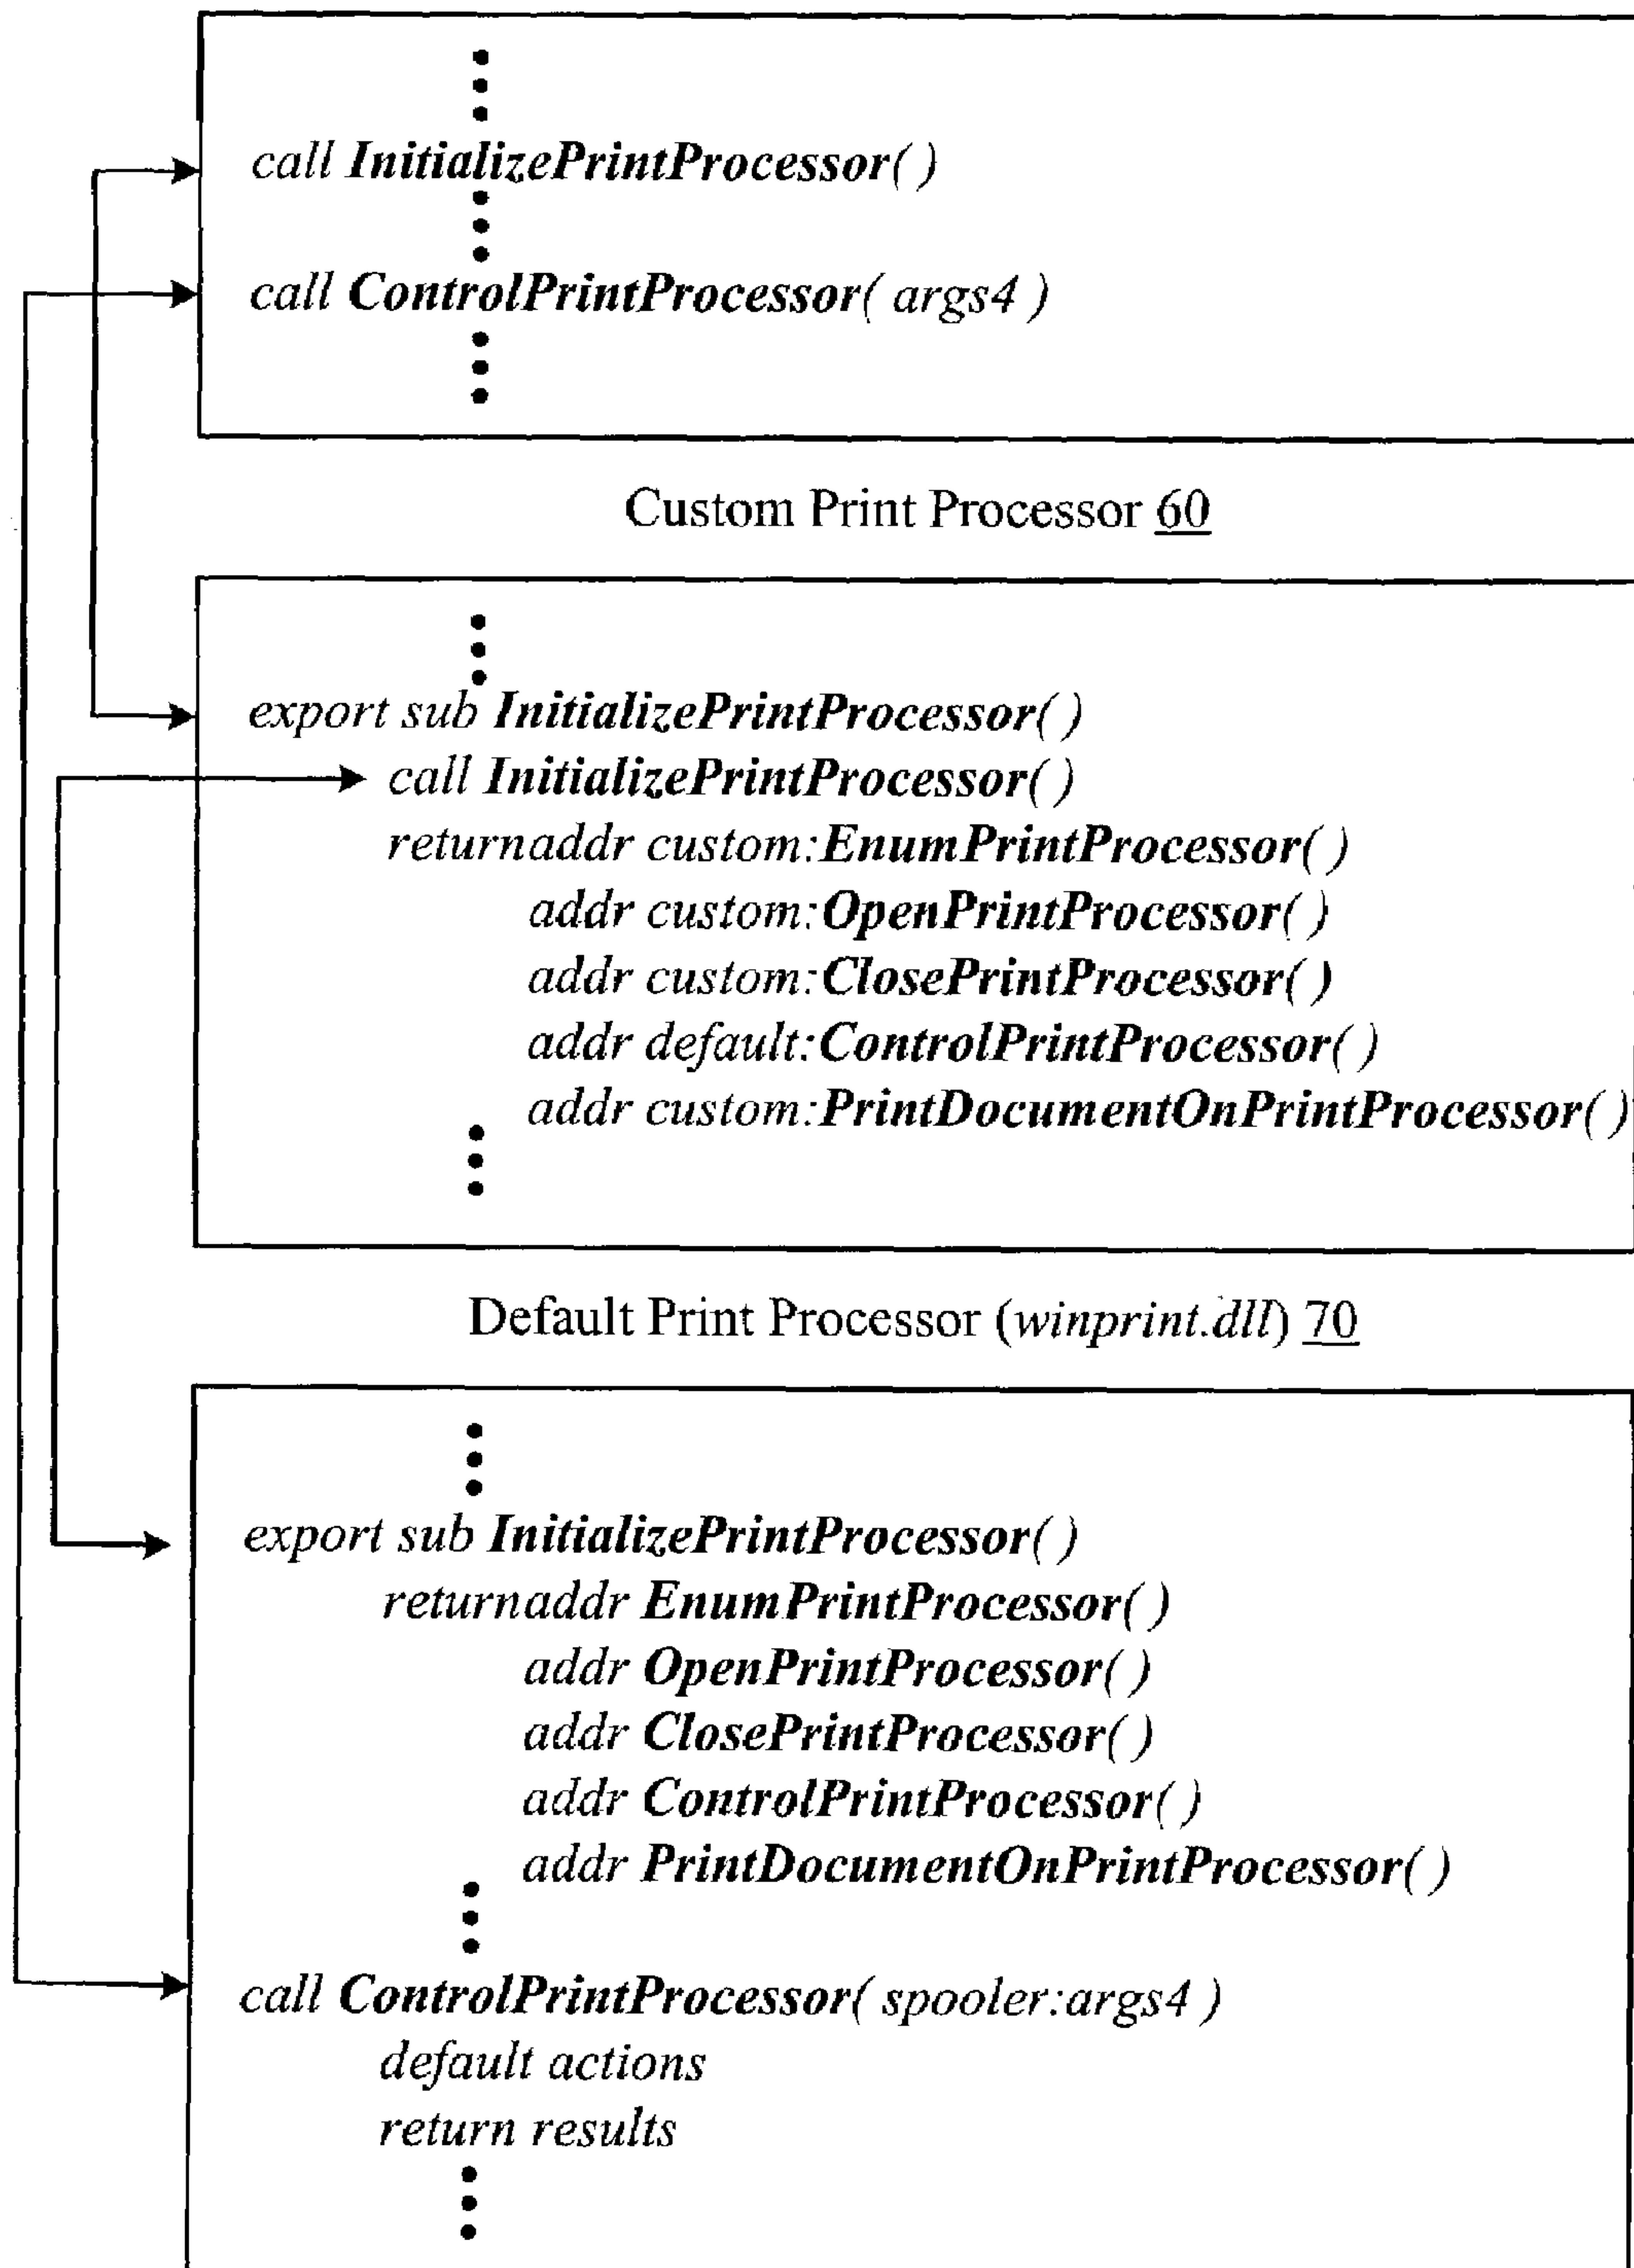 call InitializePrintProcessor( )
call ControlPrintProcessor( args4 )
Custom Print Processor 60
export sub InitializePrintProcessor( )
call InitializePrintProcessor( )
returnaddr custom:EnumPrintProcessor( )
addr custom:OpenPrintProcessor( )
addr custom:ClosePrintProcessor( )
addr default:ControlPrintProcessor( )
addr custom:PrintDocumentOnPrintProcessor( )
Default Print Processor (winprint.dll) 70
export sub InitializePrintProcessor( )
returnaddr EnumPrintProcessor( )
addr OpenPrintProcessor( )
addr ClosePrintProcessor( )
addr ControlPrintProcessor( )
addr PrintDocumentOnPrintProcessor( )
call ControlPrintProcessor( spooler:args4 )
default actions
return results